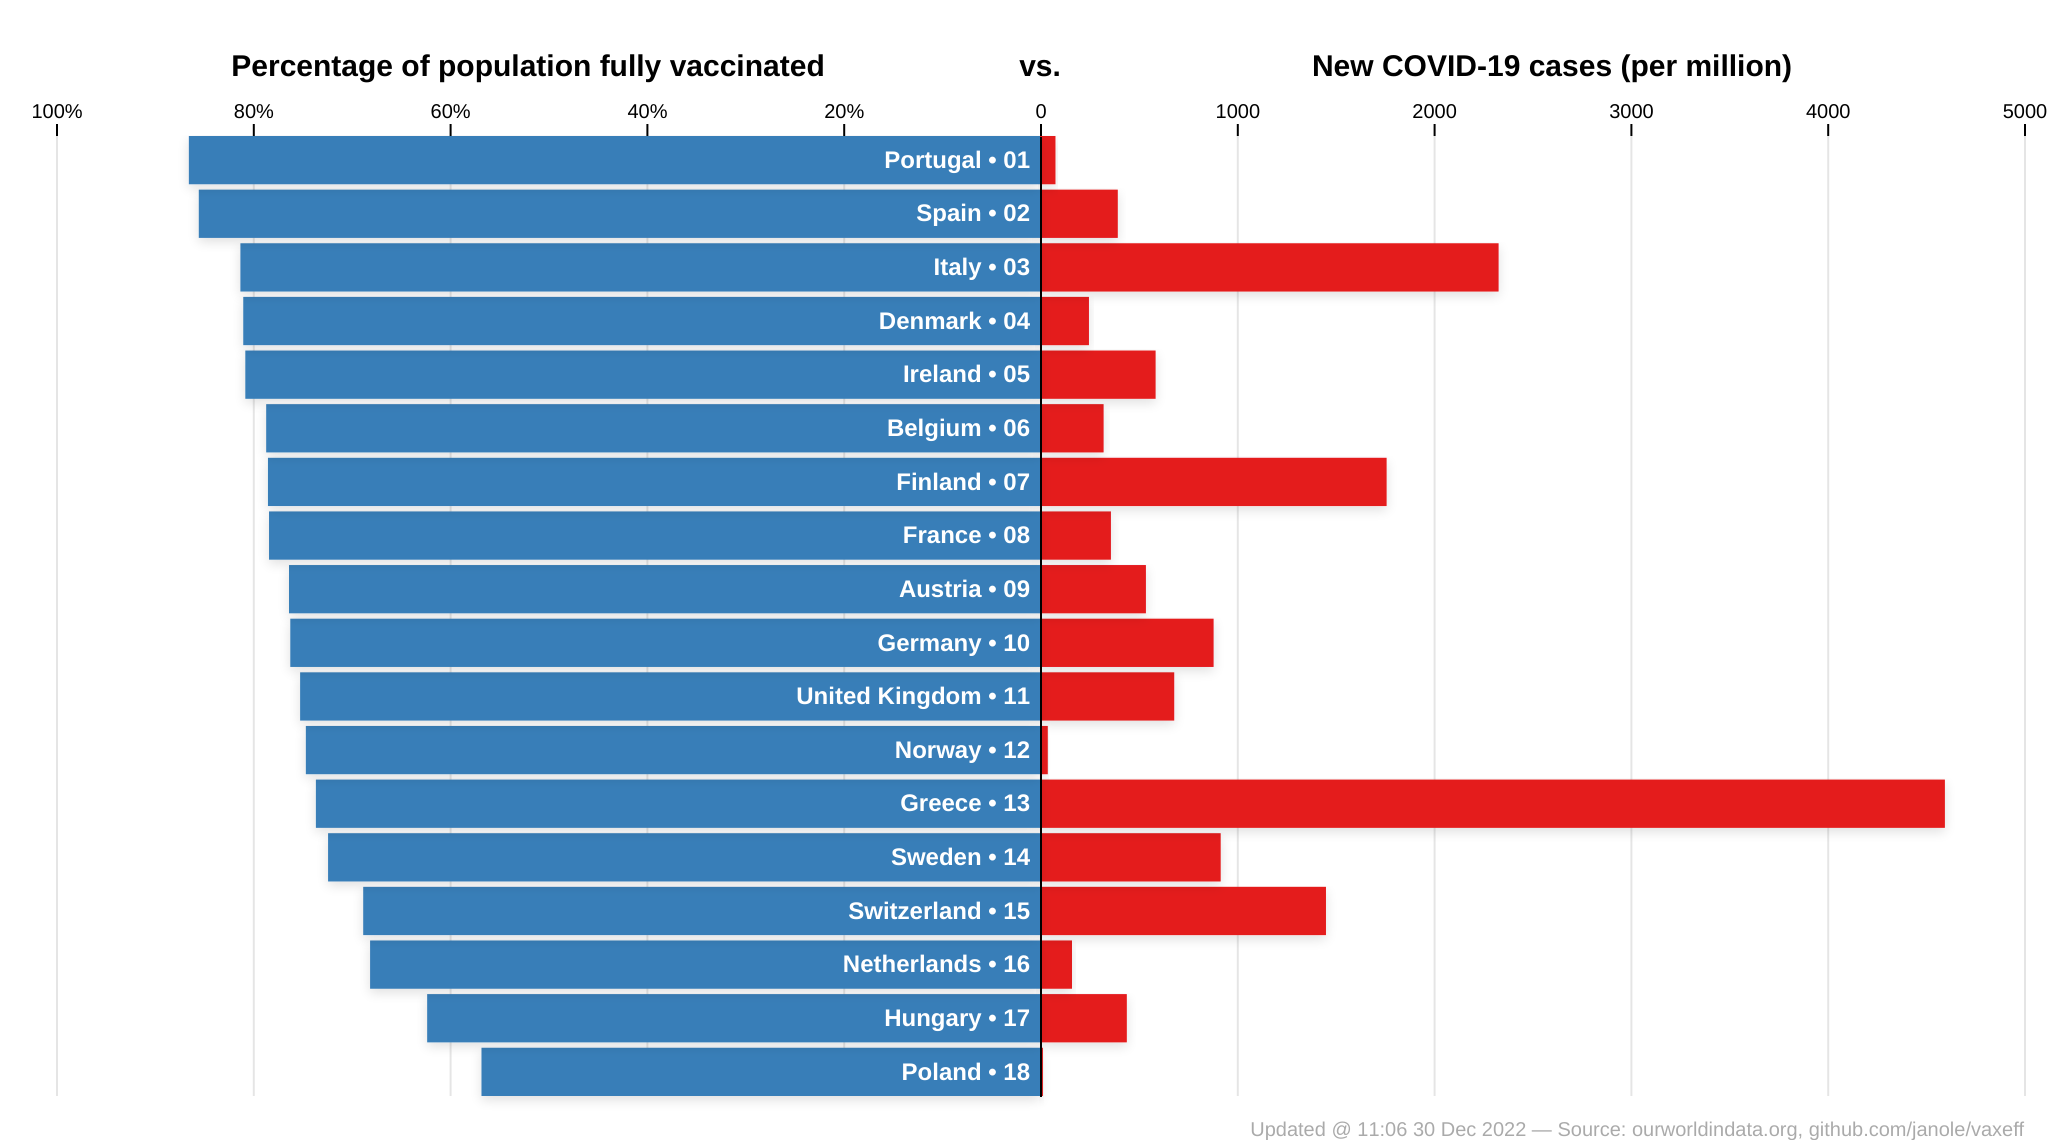 Percentage of population fully vaccinated vs. New COVID-19 cases (per million)
100% 80% 60% 40% 20% 0 1000 2000 3000 4000 5000
Portugal • 01
Spain • 02
Italy • 03
Denmark • 04
Ireland • 05
Belgium • 06
Finland • 07
France • 08
Austria • 09
Germany • 10
United Kingdom • 11
Norway • 12
Greece • 13
Sweden • 14
Switzerland • 15
Netherlands • 16
Hungary • 17
Poland • 18
Updated @ 11:06 30 Dec 2022 — Source: ourworldindata.org, github.com/janole/vaxeff